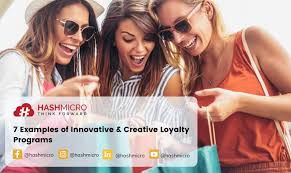 HASHMICRO
THINK FORWARD
7 Examples of Innovative & Creative Loyalty
Programs
@hashmicro @hashmicro @hashmicro @hashmicro